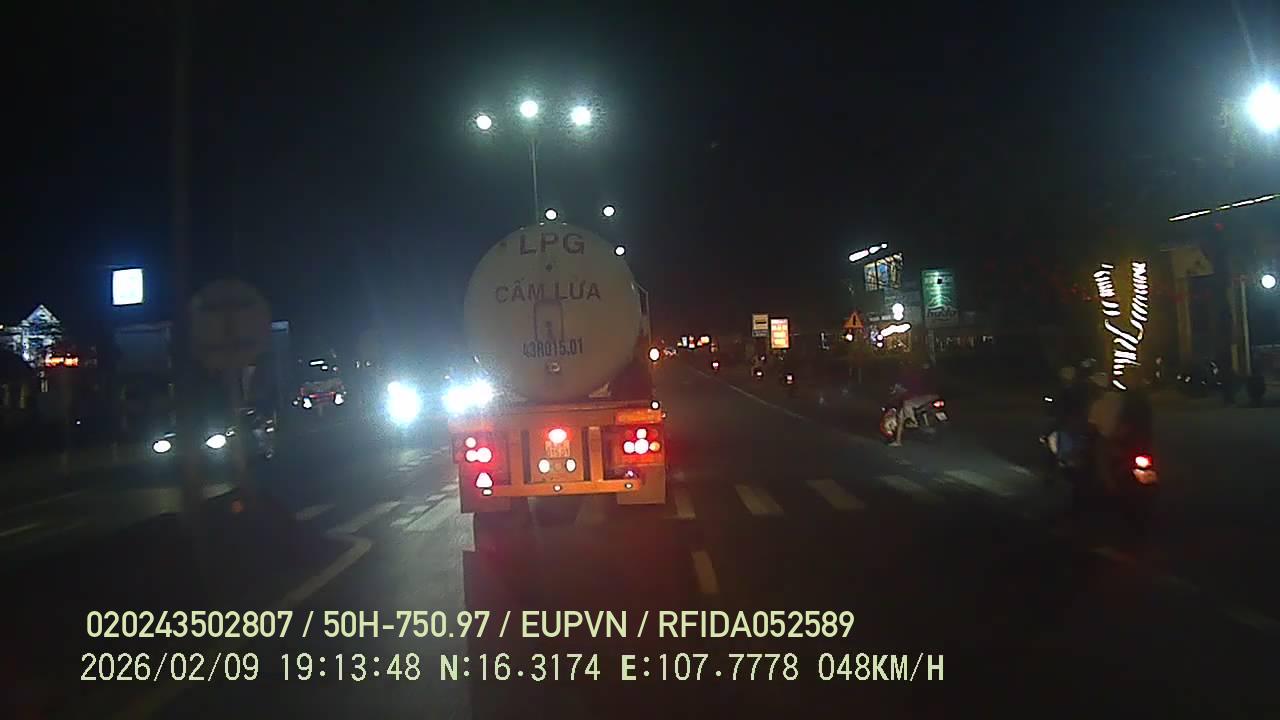 LPG
CẤM LỬA
43R015.01
020243502807 / 50H-750.97 / EUPVN / RFIDA052589
2026/02/09 19:13:48 N:16.3174 E:107.7778 048KM/H